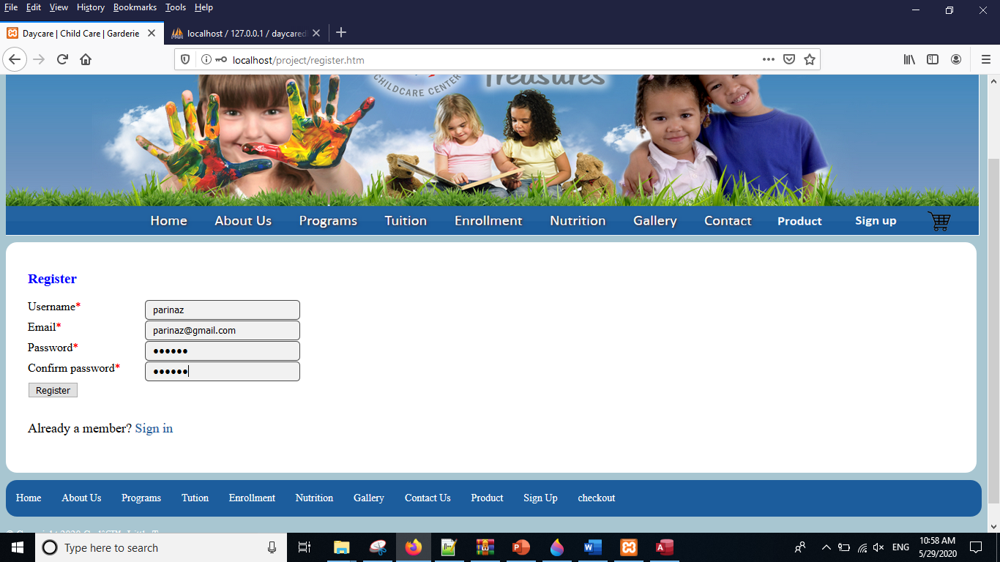 File Edit View History Bookmarks Tools Help
Daycare | Child Care | Garderie
localhost / 127.0.0.1 / daycared
localhost/project/register.htm
CHILDCARE CENTER
Treasures
Home About Us Programs Tuition Enrollment Nutrition Gallery Contact Product Sign up
Register
Username* parinaz
Email* parinaz@gmail.com
Password* ●●●●●●
Confirm password* ●●●●●●
Register
Already a member? Sign in
Home About Us Programs Tution Enrollment Nutrition Gallery Contact Us Product Sign Up checkout
© Copyright 2020
Type here to search
ENG
10:58 AM
5/29/2020